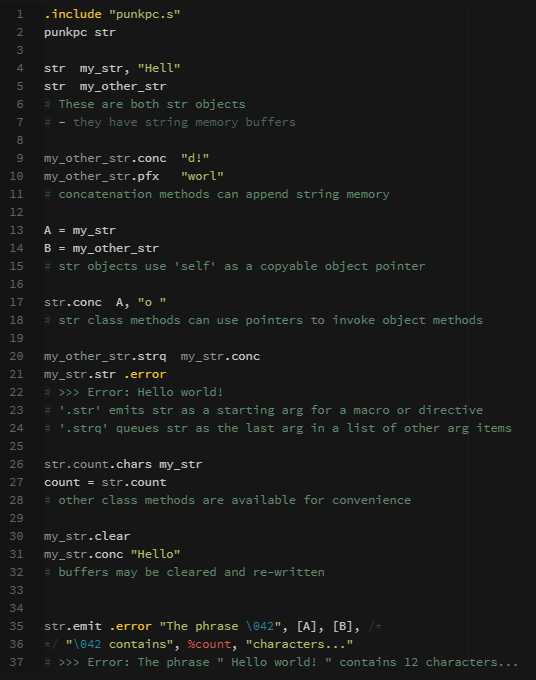 1 .include "punkpc.s"
2 punkpc str
3
4 str  my_str, "Hell"
5 str  my_other_str
6 # These are both str objects
7 # - they have string memory buffers
8
9 my_other_str.conc  "d!"
10 my_other_str.pfx   "worl"
11 # concatenation methods can append string memory
12
13 A = my_str
14 B = my_other_str
15 # str objects use 'self' as a copyable object pointer
16
17 str.conc  A, "o "
18 # str class methods can use pointers to invoke object methods
19
20 my_other_str.strq  my_str.conc
21 my_str.str .error
22 # >>> Error: Hello world!
23 # '.str' emits str as a starting arg for a macro or directive
24 # '.strq' queues str as the last arg in a list of other arg items
25
26 str.count.chars my_str
27 count = str.count
28 # other class methods are available for convenience
29
30 my_str.clear
31 my_str.conc "Hello"
32 # buffers may be cleared and re-written
33
34
35 str.emit .error "The phrase \042", [A], [B], /*
36 */ "\042 contains", %count, "characters..."
37 # >>> Error: The phrase " Hello world! " contains 12 characters...